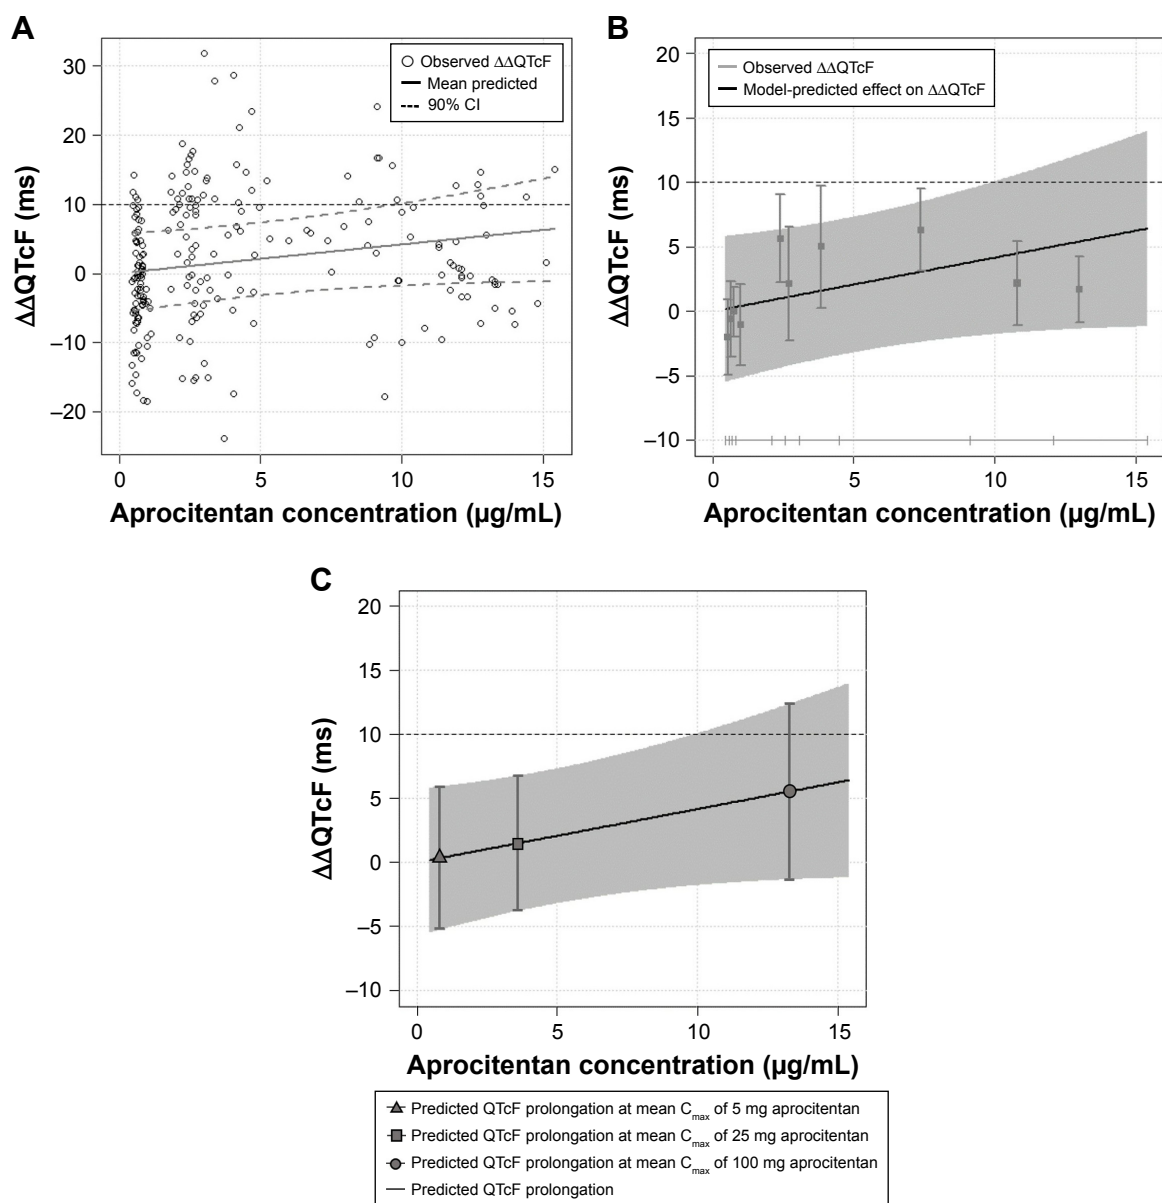 A
ΔΔQTcF (ms)
30
20
10
0
–10
–20
Observed ΔΔQTcF
Mean predicted
90% CI
0
5
10
15
Aprocitentan concentration (µg/mL)
B
ΔΔQTcF (ms)
20
15
10
5
0
–5
–10
Observed ΔΔQTcF
Model-predicted effect on ΔΔQTcF
0
5
10
15
Aprocitentan concentration (µg/mL)
C
ΔΔQTcF (ms)
20
15
10
5
0
–5
–10
0
5
10
15
Aprocitentan concentration (µg/mL)
Predicted QTcF prolongation at mean Cmax of 5 mg aprocitentan
Predicted QTcF prolongation at mean Cmax of 25 mg aprocitentan
Predicted QTcF prolongation at mean Cmax of 100 mg aprocitentan
Predicted QTcF prolongation